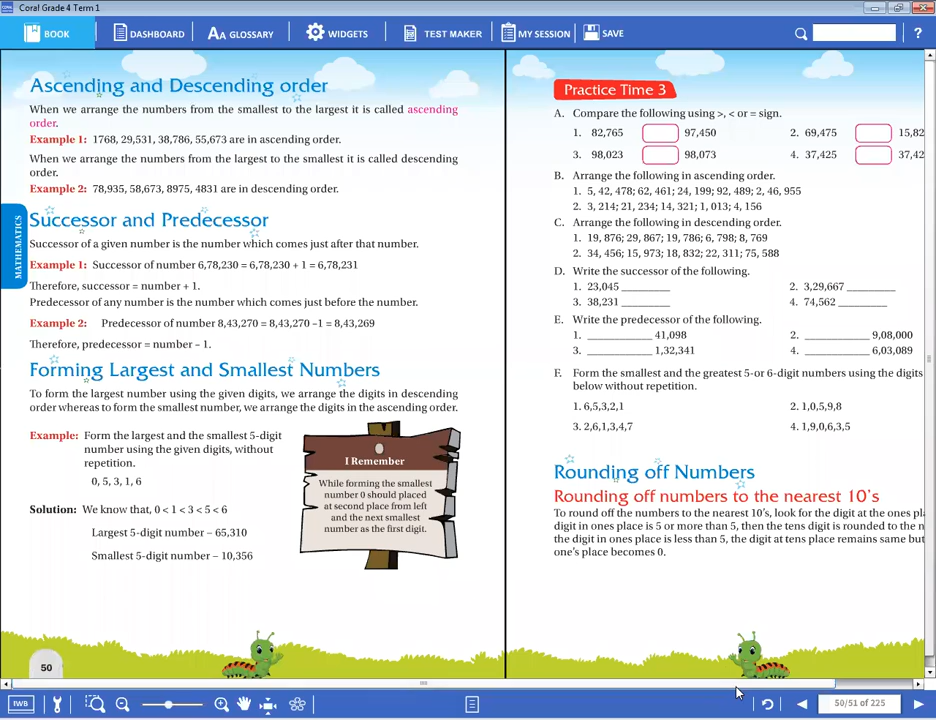 Coral Grade 4 Term 1
BOOK
DASHBOARD
GLOSSARY
WIDGETS
TEST MAKER
MY SESSION
SAVE
?
Ascending and Descending order
When we arrange the numbers from the smallest to the largest it is called ascending
order.
Example 1: 1768, 29,531, 38,786, 55,673 are in ascending order.
When we arrange the numbers from the largest to the smallest it is called descending
order.
Example 2: 78,935, 58,673, 8975, 4831 are in descending order.
MATHEMATICS
Successor and Predecessor
Successor of a given number is the number which comes just after that number.
Example 1: Successor of number 6,78,230 = 6,78,230 + 1 = 6,78,231
Therefore, successor = number + 1.
Predecessor of any number is the number which comes just before the number.
Example 2: Predecessor of number 8,43,270 = 8,43,270 –1 = 8,43,269
Therefore, predecessor = number – 1.
Forming Largest and Smallest Numbers
To form the largest number using the given digits, we arrange the digits in descending
order whereas to form the smallest number, we arrange the digits in the ascending order.
Example: Form the largest and the smallest 5-digit
number using the given digits, without
repetition.
0, 5, 3, 1, 6
Solution: We know that, 0 < 1 < 3 < 5 < 6
Largest 5-digit number – 65,310
Smallest 5-digit number – 10,356
I Remember
While forming the smallest
number 0 should placed
at second place from left
and the next smallest
number as the first digit.
50
Practice Time 3
A. Compare the following using >, < or = sign.
1. 82,765 97,450 2. 69,475 15,82
3. 98,023 98,073 4. 37,425 37,42
B. Arrange the following in ascending order.
1. 5, 42, 478; 62, 461; 24, 199; 92, 489; 2, 46, 955
2. 3, 214; 21, 234; 14, 321; 1, 013; 4, 156
C. Arrange the following in descending order.
1. 19, 876; 29, 867; 19, 786; 6, 798; 8, 769
2. 34, 456; 15, 973; 18, 832; 22, 311; 75, 588
D. Write the successor of the following.
1. 23,045 _________ 2. 3,29,667 _________
3. 38,231 _________ 4. 74,562 _________
E. Write the predecessor of the following.
1. ____________ 41,098 2. ____________ 9,08,000
3. ____________ 1,32,341 4. ____________ 6,03,089
F. Form the smallest and the greatest 5-or 6-digit numbers using the digits
below without repetition.
1. 6,5,3,2,1 2. 1,0,5,9,8
3. 2,6,1,3,4,7 4. 1,9,0,6,3,5
Rounding off Numbers
Rounding off numbers to the nearest 10's
To round off the numbers to the nearest 10's, look for the digit at the ones pl
digit in ones place is 5 or more than 5, then the tens digit is rounded to the n
the digit in ones place is less than 5, the digit at tens place remains same but
one's place becomes 0.
IWB
50/51 of 225